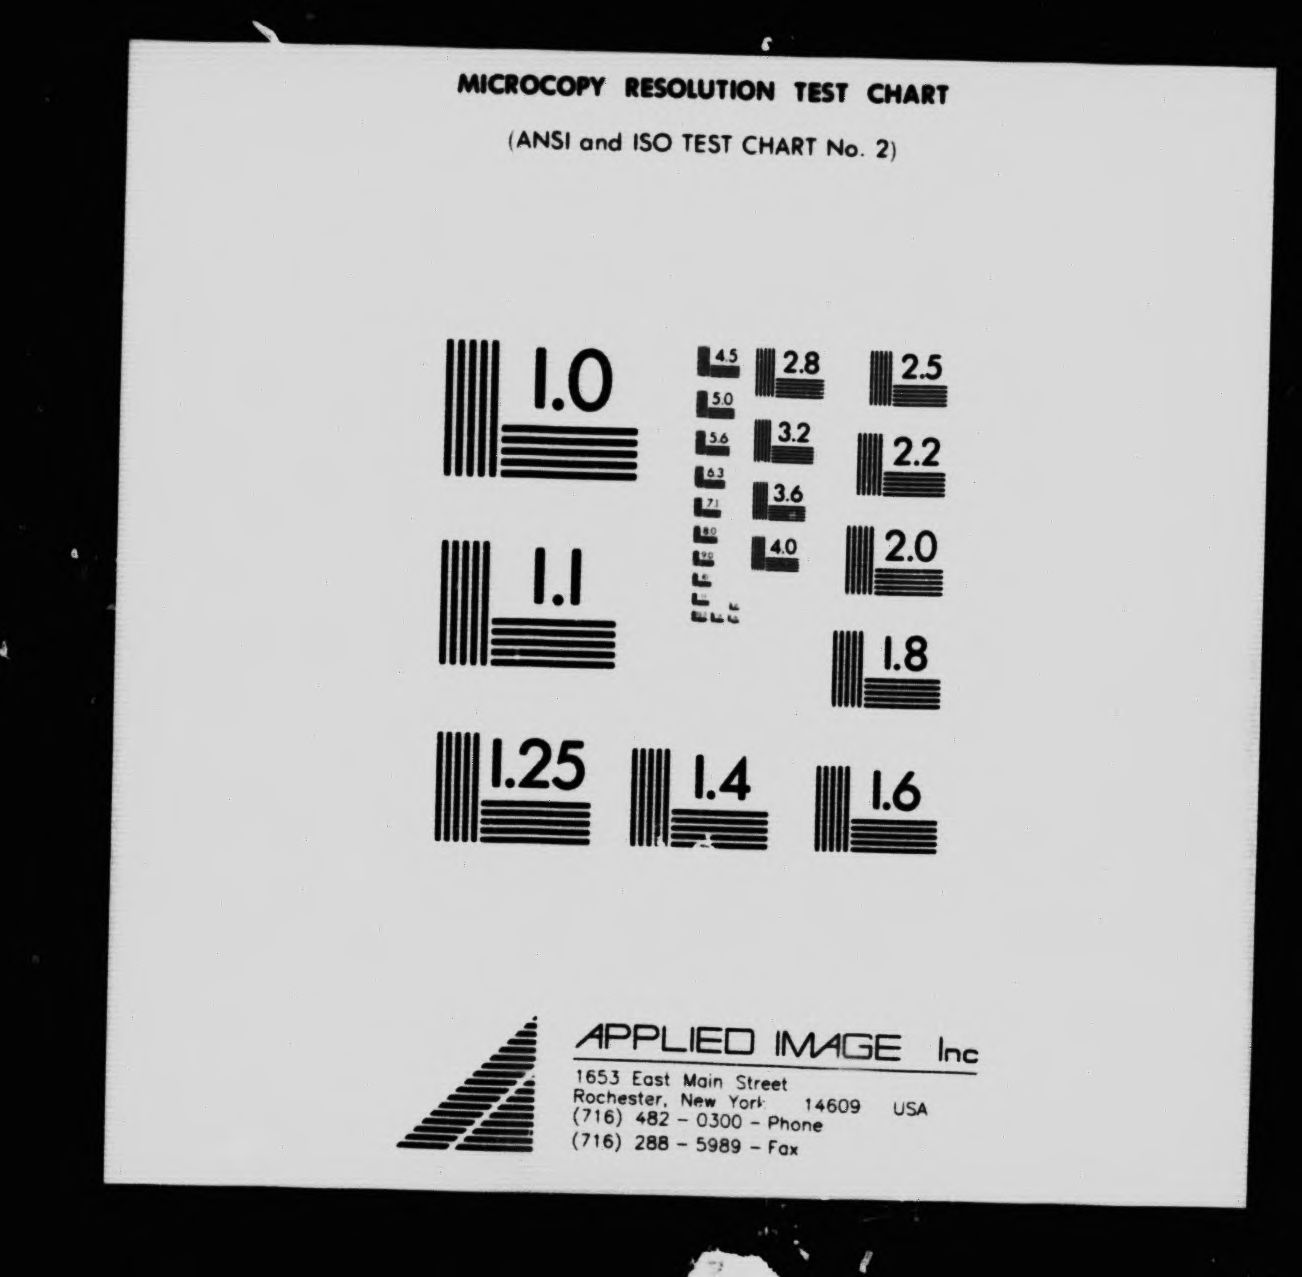 MICROCOPY RESOLUTION TEST CHART
(ANSI and ISO TEST CHART No. 2)
1.0
4.5
2.8
2.5
5.0
5.6
3.2
2.2
6.3
7.1
3.6
8.0
9.0
4.0
2.0
1.1
1.8
1.25
1.4
1.6
APPLIED IMAGE Inc
1653 East Main Street
Rochester, New York 14609 USA
(716) 482 - 0300 - Phone
(716) 288 - 5989 - Fax